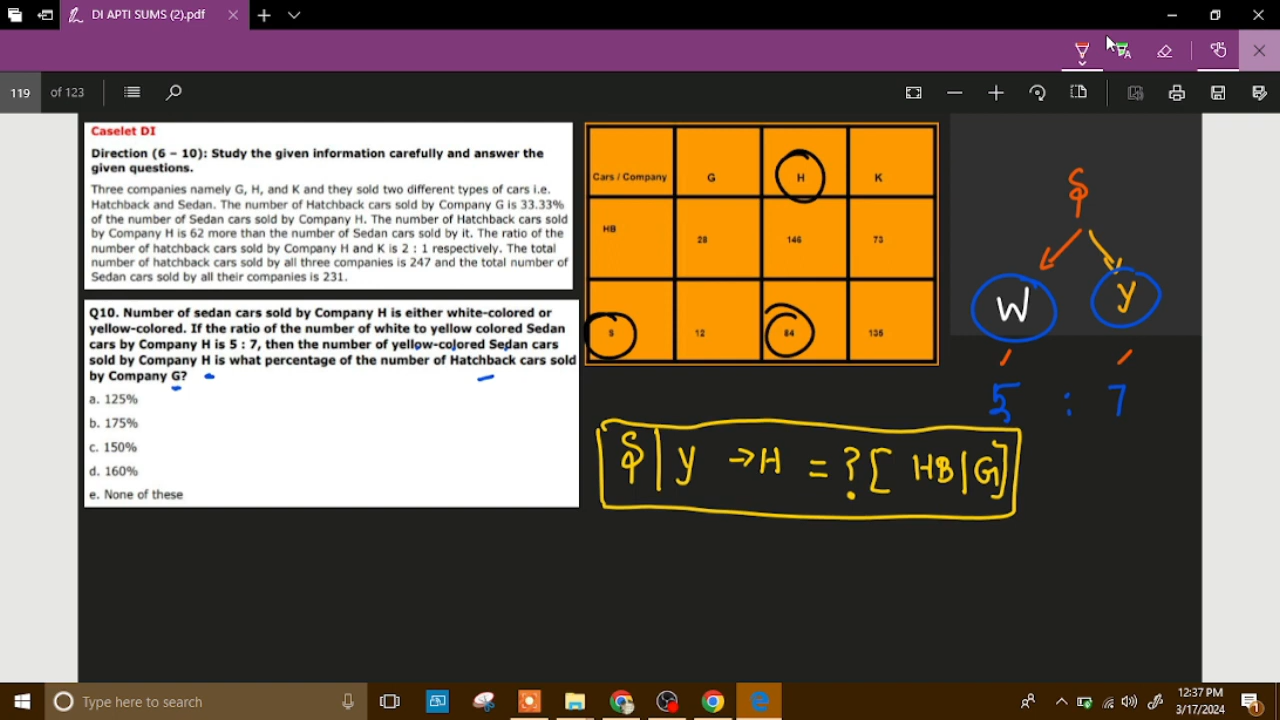 DI APTI SUMS (2).pdf
119 of 123
Caselet DI
Direction (6 – 10): Study the given information carefully and answer the
given questions.
Three companies namely G, H, and K and they sold two different types of cars i.e.
Hatchback and Sedan. The number of Hatchback cars sold by Company G is 33.33%
of the number of Sedan cars sold by Company H. The number of Hatchback cars sold
by Company H is 62 more than the number of Sedan cars sold by it. The ratio of the
number of hatchback cars sold by Company H and K is 2 : 1 respectively. The total
number of hatchback cars sold by all three companies is 247 and the total number of
Sedan cars sold by all their companies is 231.
Q10. Number of sedan cars sold by Company H is either white-colored or
yellow-colored. If the ratio of the number of white to yellow colored Sedan
cars by Company H is 5 : 7, then the number of yellow-colored Sedan cars
sold by Company H is what percentage of the number of Hatchback cars sold
by Company G?
a. 125%
b. 175%
c. 150%
d. 160%
e. None of these
Cars / Company G H K
HB 28 146 73
S 12 84 135
S
W Y
5 : 7
S | Y → H = ? [ HB | G]
Type here to search
12:37 PM
3/17/2024